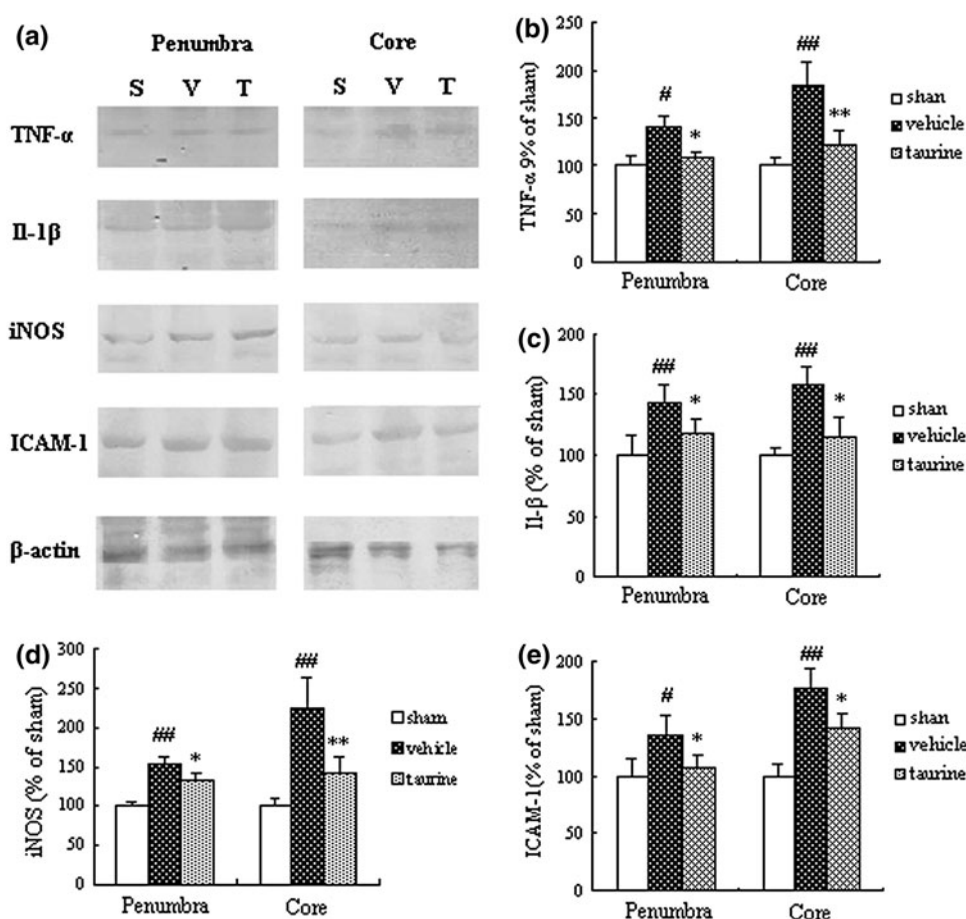 (a)
Penumbra Core
S V T S V T
TNF-α
Il-1β
iNOS
ICAM-1
β-actin
(b)
TNF-α 9% of sham)
250
200
150
100
50
0
# * ## **
Penumbra Core
shan
vehicle
taurine
(c)
Il-β (% of sham)
200
150
100
50
0
## * ## *
Penumbra Core
shan
vehicle
taurine
(d)
iNOS (% of sham)
300
250
200
150
100
50
0
## * ## **
Penumbra Core
sham
vehicle
taurine
(e)
ICAM-1(% of sham)
200
150
100
50
0
# * ## *
Penumbra Core
shan
vehicle
taurine